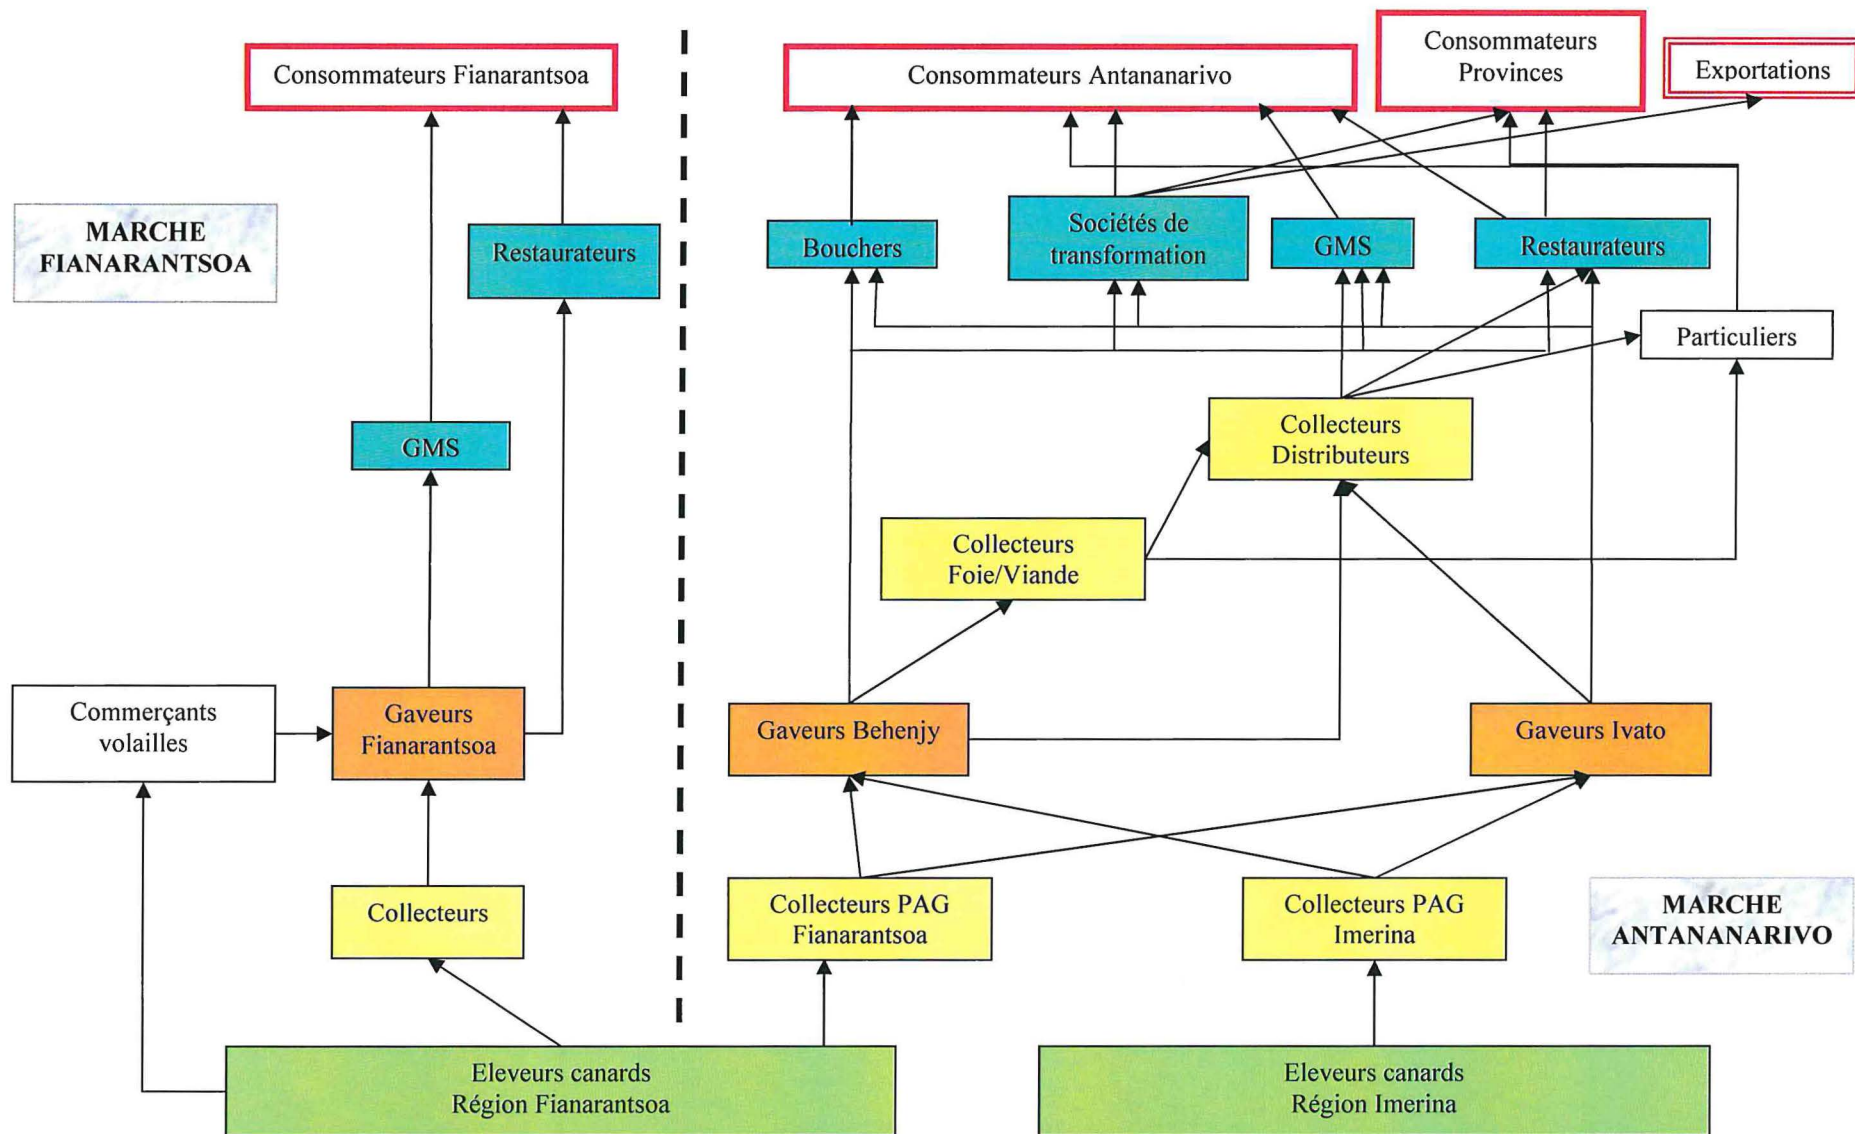 Consommateurs Fianarantsoa
Consommateurs Antananarivo
Consommateurs
Provinces
Exportations
MARCHE
FIANARANTSOA
Restaurateurs
Bouchers
Sociétés de
transformation
GMS
Restaurateurs
Particuliers
GMS
Collecteurs
Distributeurs
Collecteurs
Foie/Viande
Commerçants
volailles
Gaveurs
Fianarantsoa
Gaveurs Behenjy
Gaveurs Ivato
Collecteurs
Collecteurs PAG
Fianarantsoa
Collecteurs PAG
Imerina
MARCHE
ANTANANARIVO
Eleveurs canards
Région Fianarantsoa
Eleveurs canards
Région Imerina